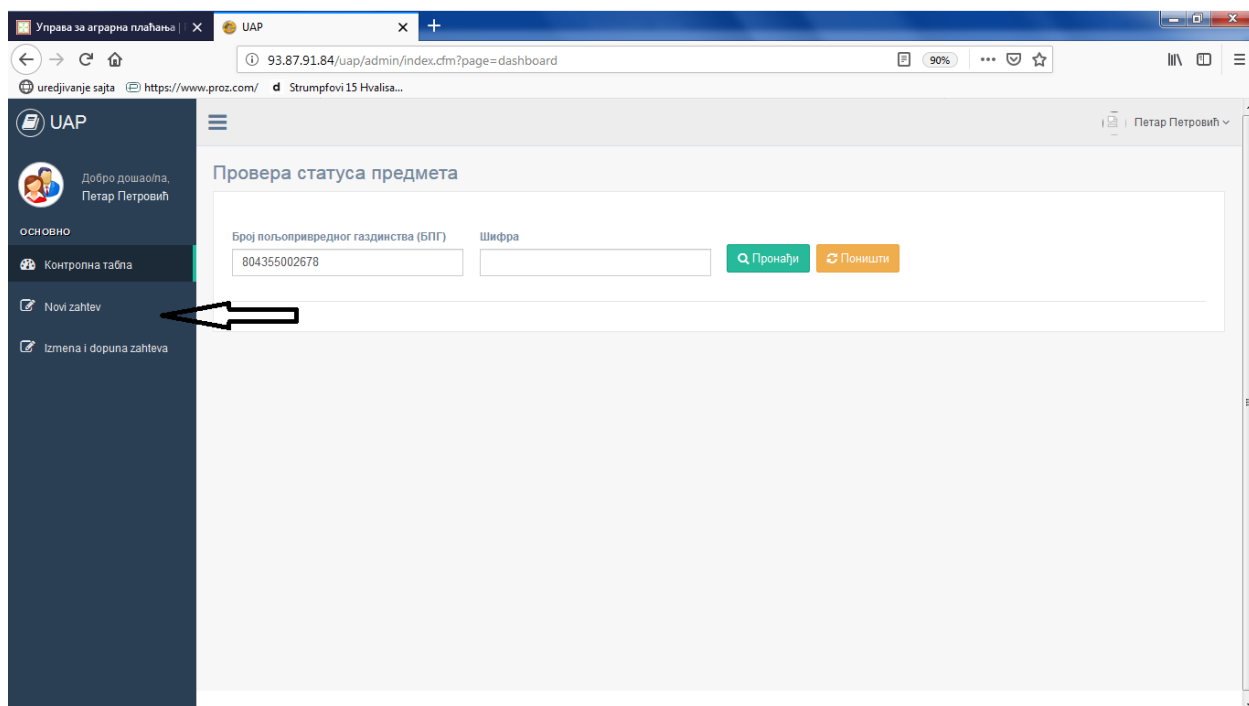 Управа за аграрна плаћања |
UAP
93.87.91.84/uap/admin/index.cfm?page=dashboard
90%
uredjivanje sajta
https://www.proz.com/
d Strumpfovi 15 Hvalisa...
UAP
Петар Петровић
Добро дошао/ла,
Петар Петровић
Провера статуса предмета
ОСНОВНО
Број пољопривредног газдинства (БПГ)
Шифра
804355002678
Пронађи
Поништи
Контролна табла
Novi zahtev
Izmena i dopuna zahteva